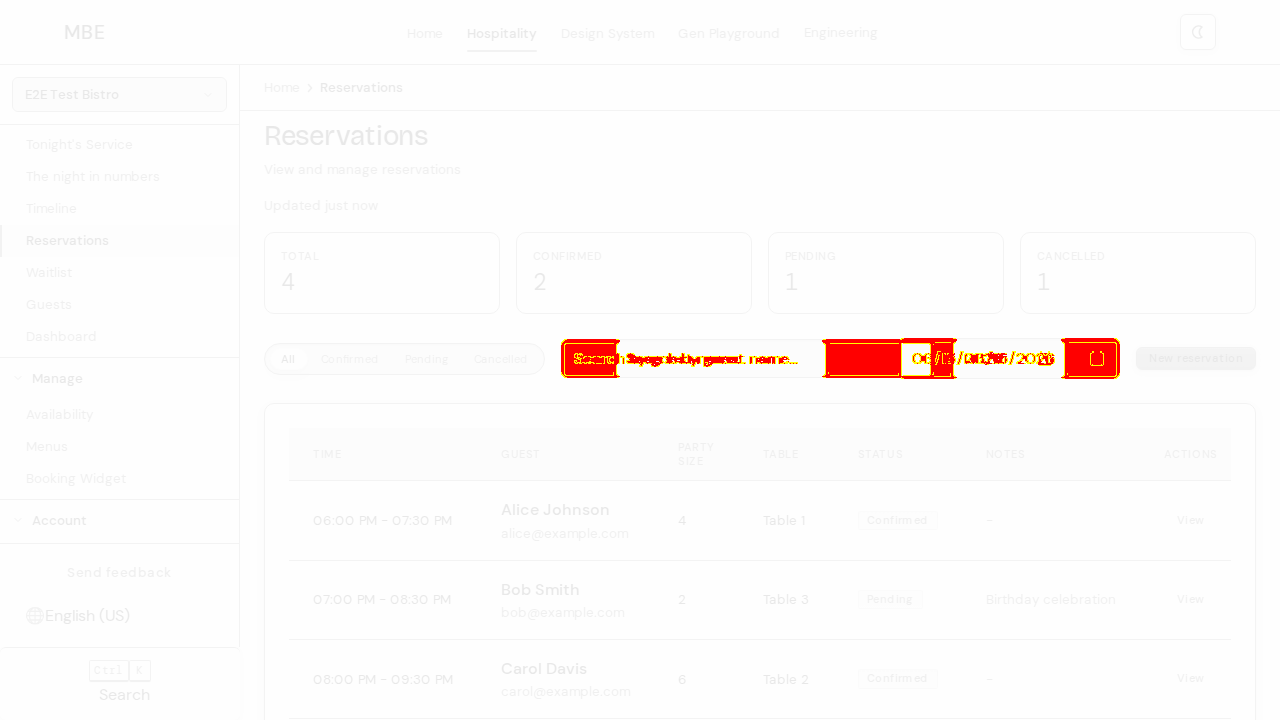 MBE
Home Hospitality Design System Gen Playground Engineering
E2E Test Bistro
Tonight's Service
The night in numbers
Timeline
Reservations
Waitlist
Guests
Dashboard
Manage
Availability
Menus
Booking Widget
Account
Send feedback
English (US)
Ctrl K
Search
Home > Reservations
Reservations
View and manage reservations
Updated just now
TOTAL
4
CONFIRMED
2
PENDING
1
CANCELLED
1
All Confirmed Pending Cancelled
New reservation
TIME GUEST PARTY SIZE TABLE STATUS NOTES ACTIONS
06:00 PM – 07:30 PM Alice Johnson 4 Table 1 Confirmed – View
alice@example.com
07:00 PM – 08:30 PM Bob Smith 2 Table 3 Pending Birthday celebration View
bob@example.com
08:00 PM – 09:30 PM Carol Davis 6 Table 2 Confirmed – View
carol@example.com